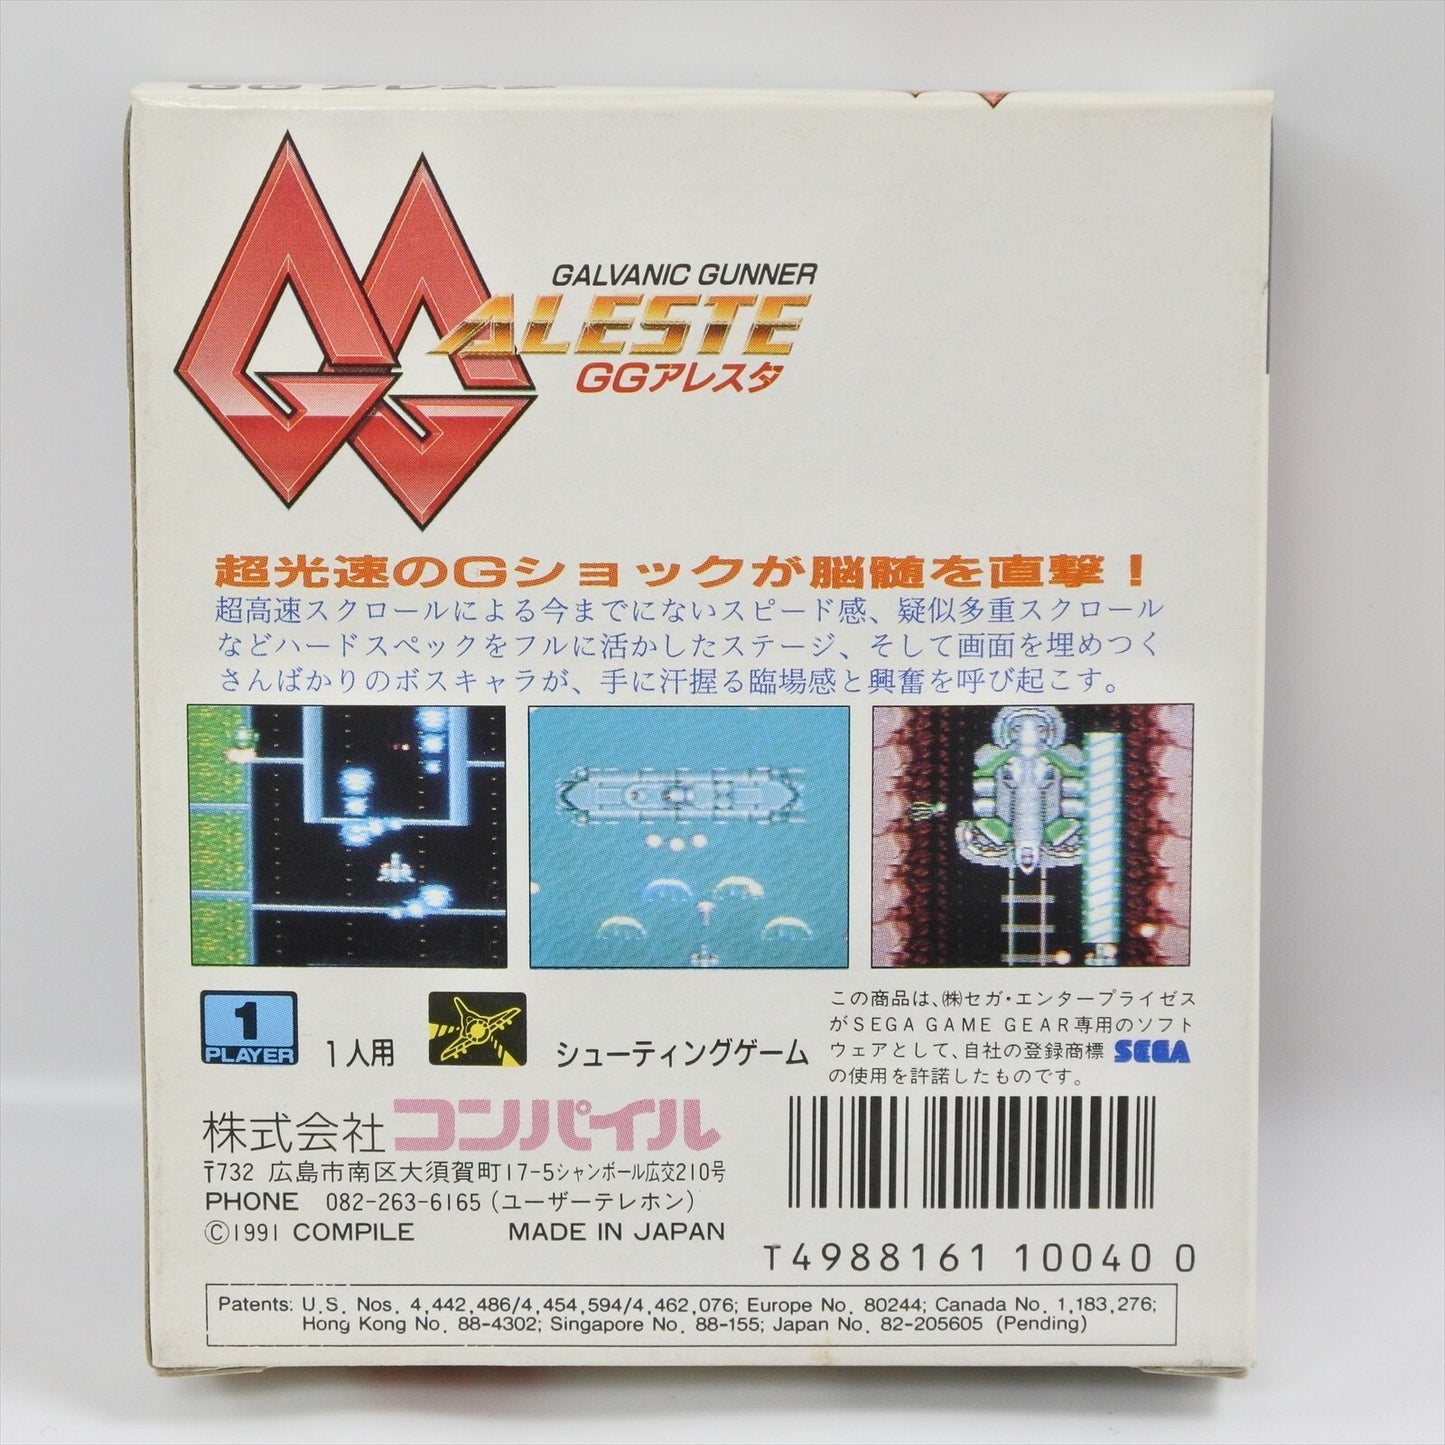 GG アレスタ
GALVANIC GUNNER
ALESTE
GGアレスタ
超光速のGショックが脳髄を直撃！
超高速スクロールによる今までにないスピード感、疑似多重スクロール
などハードスペックをフルに活かしたステージ、そして画面を埋めつく
さんばかりのボスキャラが、手に汗握る臨場感と興奮を呼び起こす。
1
PLAYER
1人用
シューティングゲーム
この商品は、㈱セガ・エンタープライゼス
がSEGA GAME GEAR専用のソフト
ウェアとして、自社の登録商標 SEGA
の使用を許諾したものです。
株式会社コンパイル
〒732 広島市南区大須賀町17-5シャンボール広交210号
PHONE 082-263-6165 (ユーザーテレホン)
©1991 COMPILE MADE IN JAPAN
T4988161 10040 0
Patents: U.S. Nos. 4,442,486/4,454,594/4,462,076; Europe No. 80244; Canada No. 1,183,276;
Hong Kong No. 88-4302; Singapore No. 88-155; Japan No. 82-205605 (Pending)